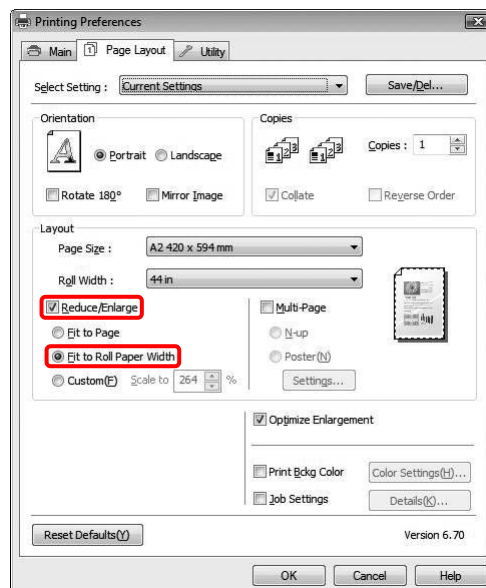 Printing Preferences
Main
Page Layout
Utility
Select Setting :
Current Settings
Save/Del...
Orientation
Portrait
Landscape
Rotate 180°
Mirror Image
Copies
Copies : 1
Collate
Reverse Order
Layout
Page Size :
A2 420 x 594 mm
Roll Width :
44 in
Reduce/Enlarge
Fit to Page
Fit to Roll Paper Width
Custom(F)
Scale to 264 %
Multi-Page
N-up
Poster(N)
Settings...
Optimize Enlargement
Print Bckg Color
Color Settings(H)...
Job Settings
Details(K)...
Reset Defaults(Y)
Version 6.70
OK
Cancel
Help